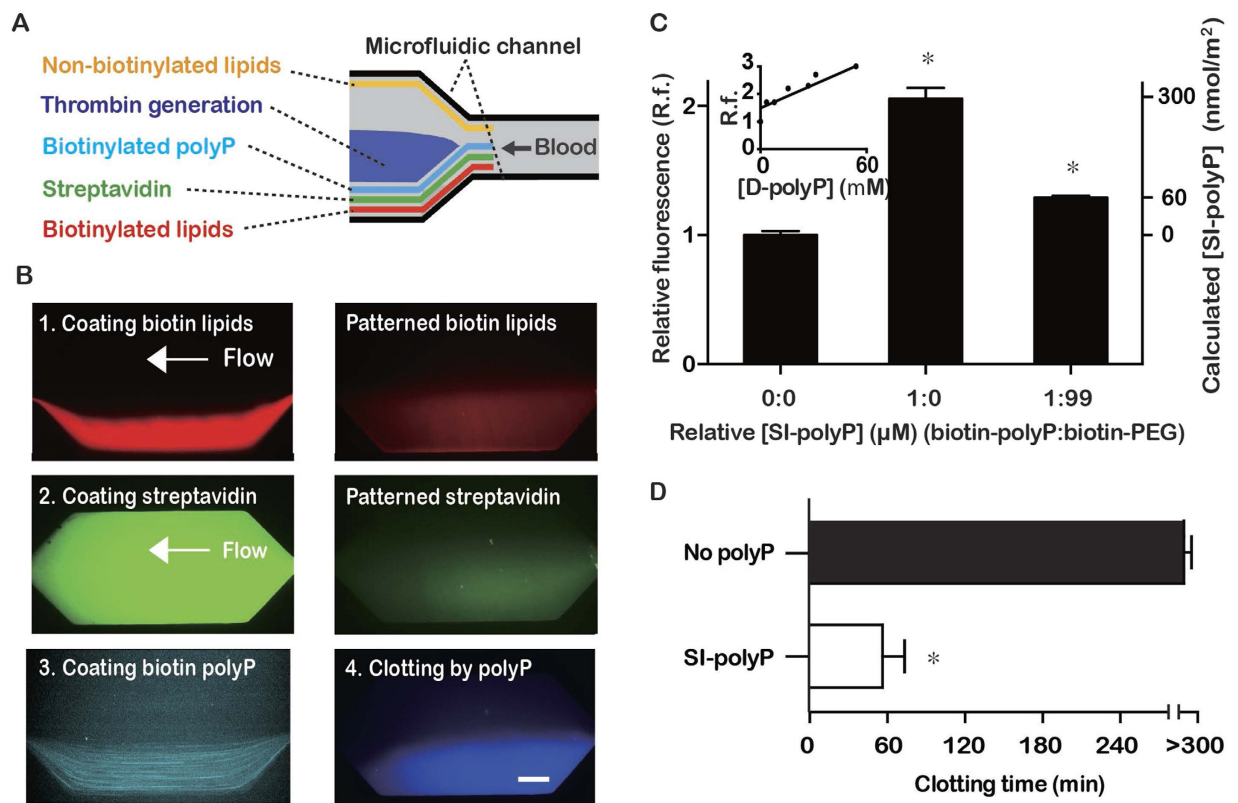 A
Non-biotinylated lipids
Thrombin generation
Biotinylated polyP
Streptavidin
Biotinylated lipids
Microfluidic channel
Blood
B
1. Coating biotin lipids
Flow
Patterned biotin lipids
2. Coating streptavidin
Flow
Patterned streptavidin
3. Coating biotin polyP
4. Clotting by polyP
C
Relative fluorescence (R.f.)
2
1
0
R.f.
3
2
1
0
0
60
[D-polyP] (mM)
*
*
300
60
0
Calculated [SI-polyP] (nmol/m²)
0:0
1:0
1:99
Relative [SI-polyP] (µM) (biotin-polyP:biotin-PEG)
D
No polyP
SI-polyP
*
0
60
120
180
240
>300
Clotting time (min)